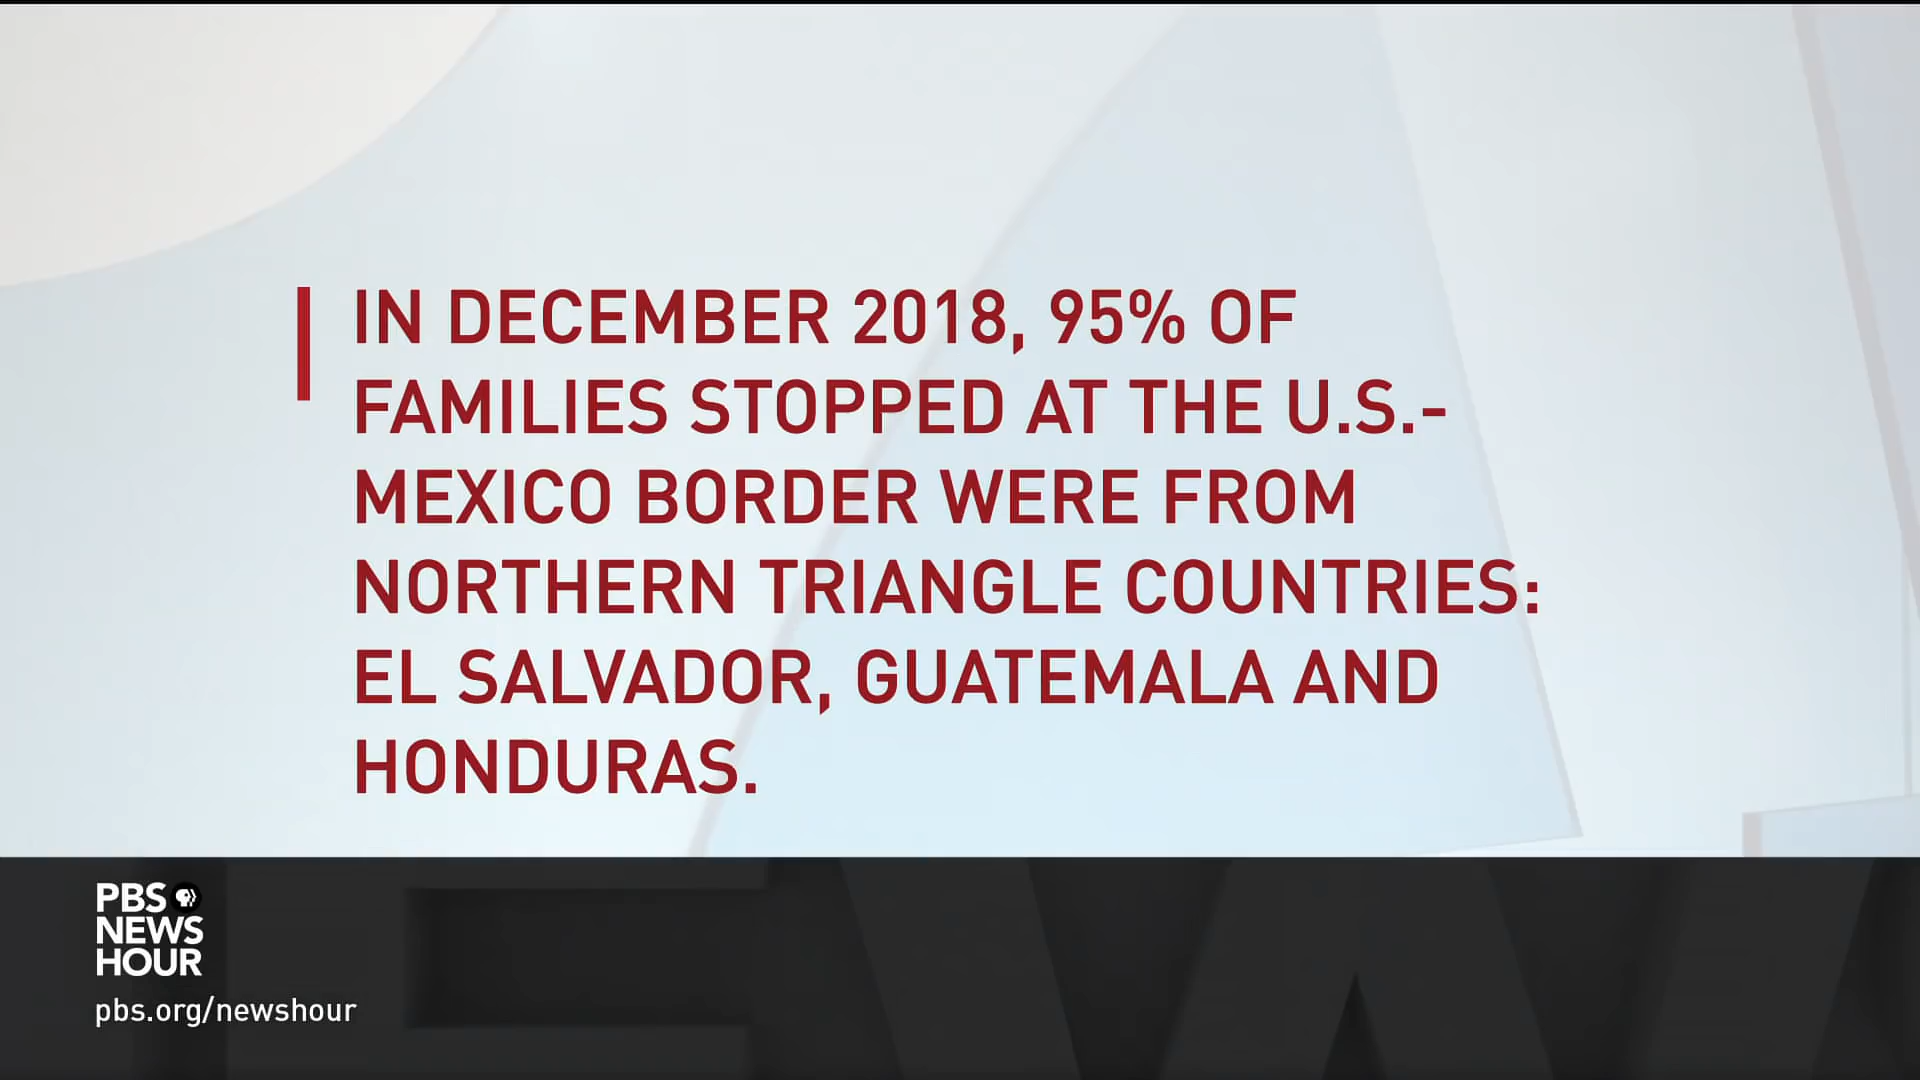 IN DECEMBER 2018, 95% OF
FAMILIES STOPPED AT THE U.S.-
MEXICO BORDER WERE FROM
NORTHERN TRIANGLE COUNTRIES:
EL SALVADOR, GUATEMALA AND
HONDURAS.
PBS
NEWS
HOUR
pbs.org/newshour